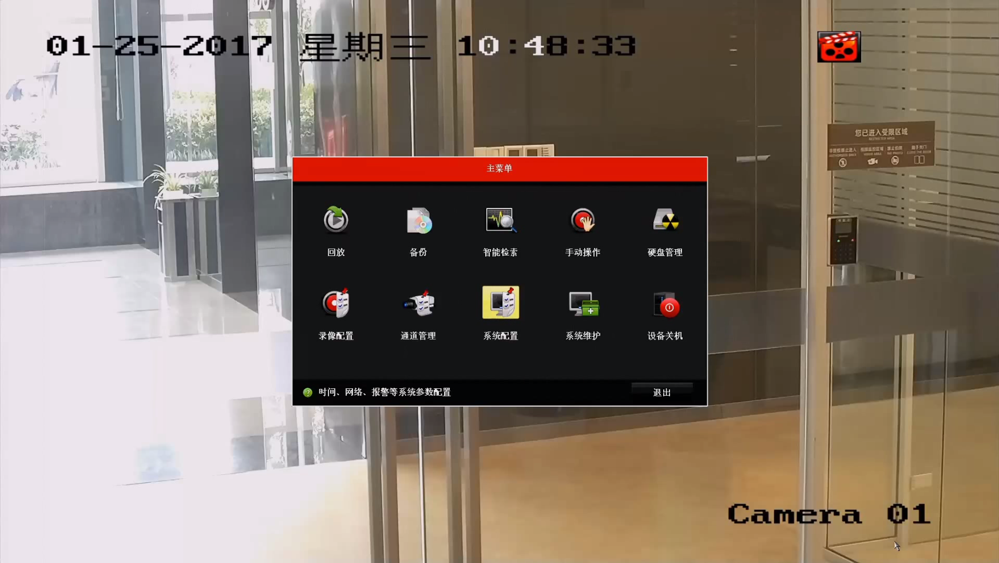 01-25-2017 星期三 10:48:33
您已进入受限区域
RESTRICTED AREA
主菜单
回放
备份
智能检索
手动操作
硬盘管理
录像配置
通道管理
系统配置
系统维护
设备关机
时间、网络、报警等系统参数配置
退出
Camera 01